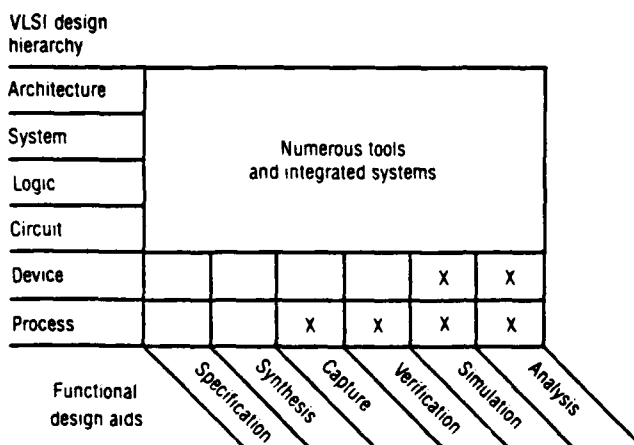 VLSI design
hierarchy
Architecture
System
Logic
Circuit
Numerous tools
and integrated systems
Device X X
Process X X X X
Functional
design aids
Specification
Synthesis
Capture
Verification
Simulation
Analysis